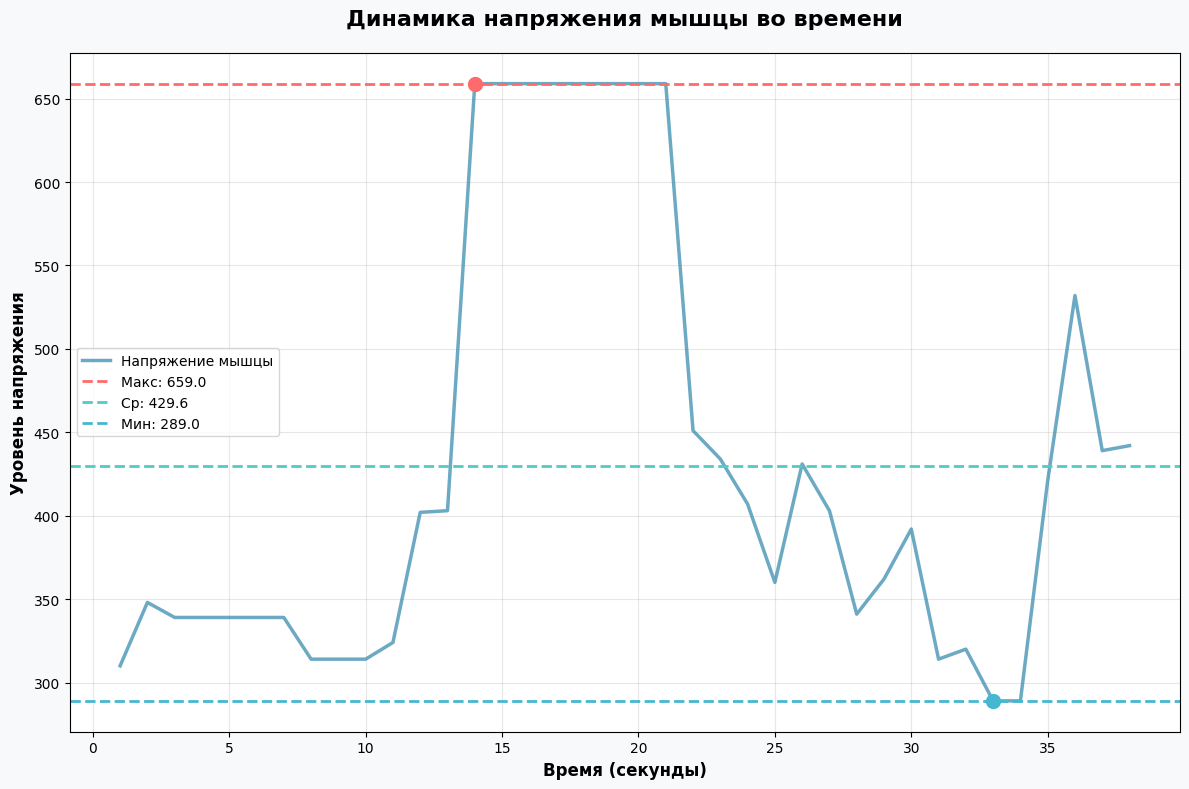 Динамика напряжения мышцы во времени
Уровень напряжения
650
600
550
500
450
400
350
300
Напряжение мышцы
Макс: 659.0
Ср: 429.6
Мин: 289.0
0 5 10 15 20 25 30 35
Время (секунды)